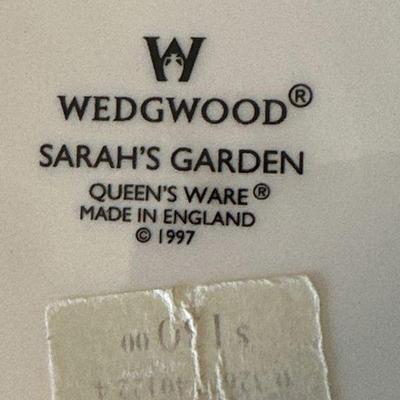 W
WEDGWOOD®
SARAH'S GARDEN
QUEEN'S WARE®
MADE IN ENGLAND
© 1997